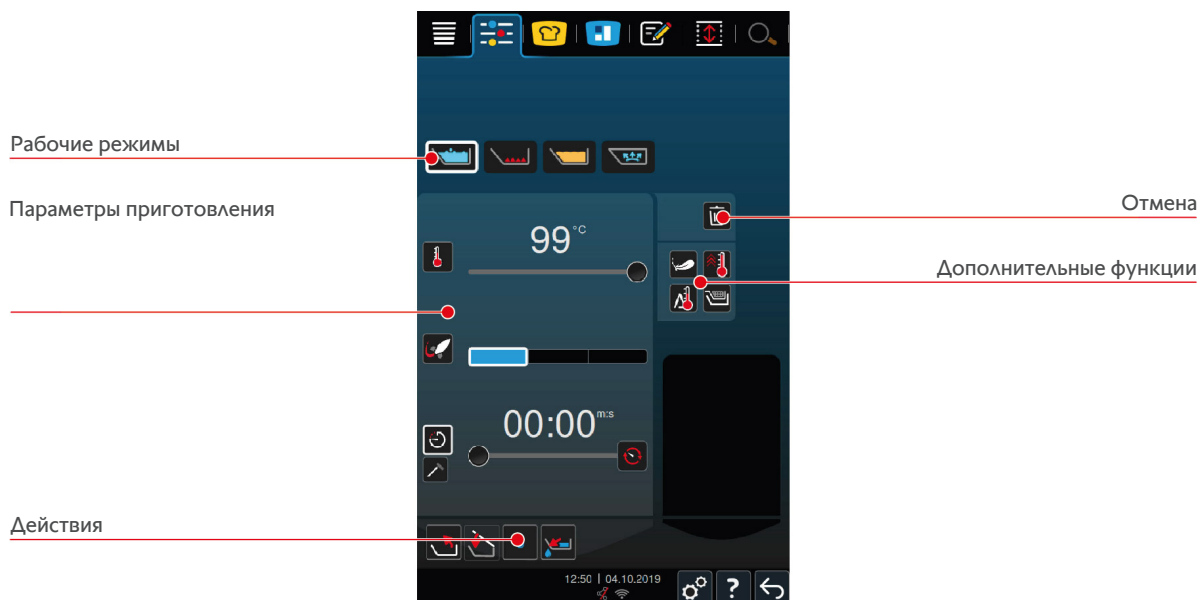 Рабочие режимы
Параметры приготовления
Отмена
99°C
Дополнительные функции
00:00 m:s
Действия
12:50 | 04.10.2019
?